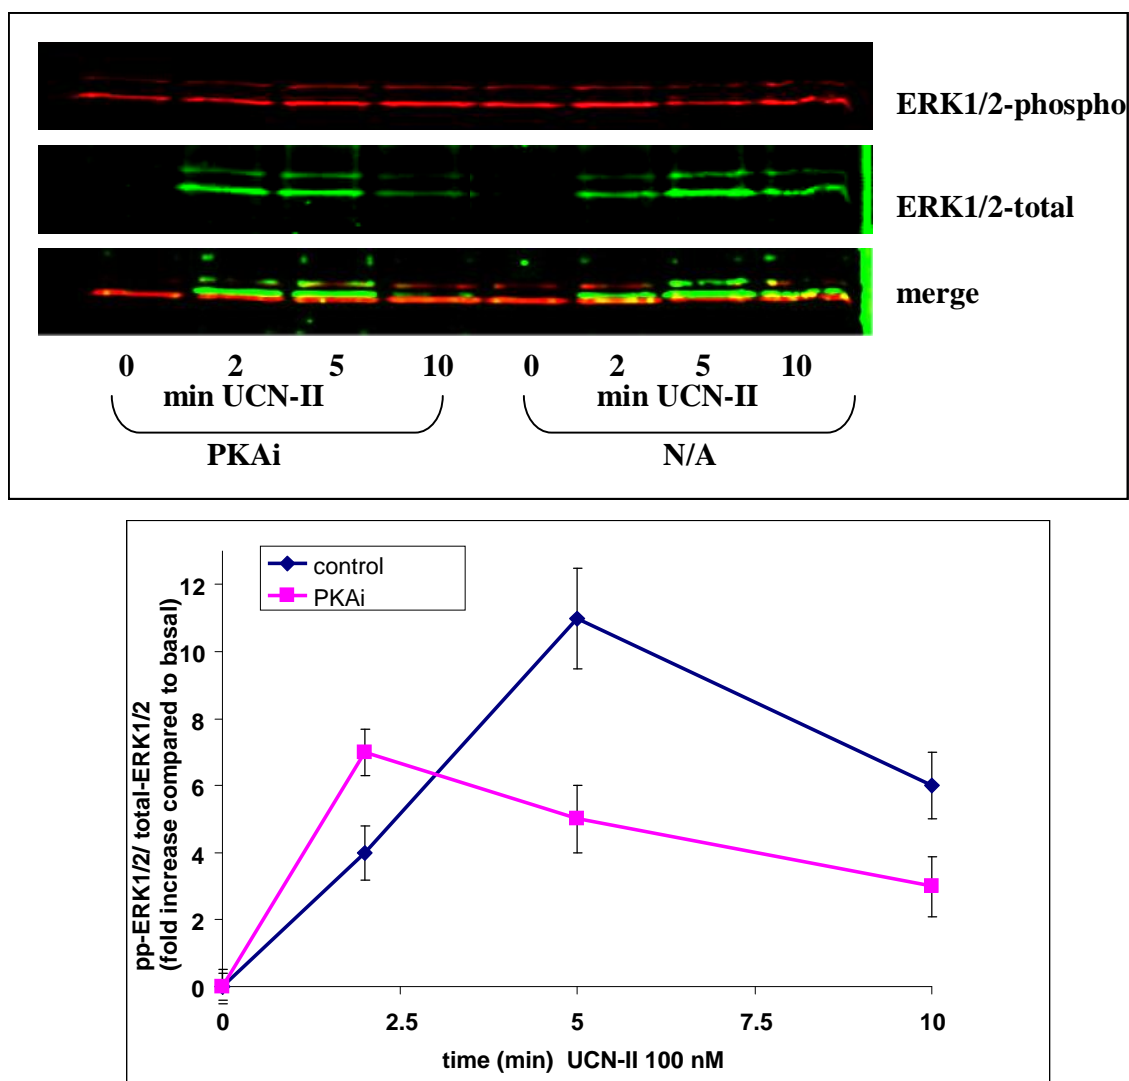 ERK1/2-phospho
ERK1/2-total
merge
0 2 5 10 0 2 5 10
min UCN-II min UCN-II
PKAi N/A
control
PKAi
pp-ERK1/2/ total-ERK1/2
(fold increase compared to basal)
12
10
8
6
4
2
0
0 2.5 5 7.5 10
time (min) UCN-II 100 nM